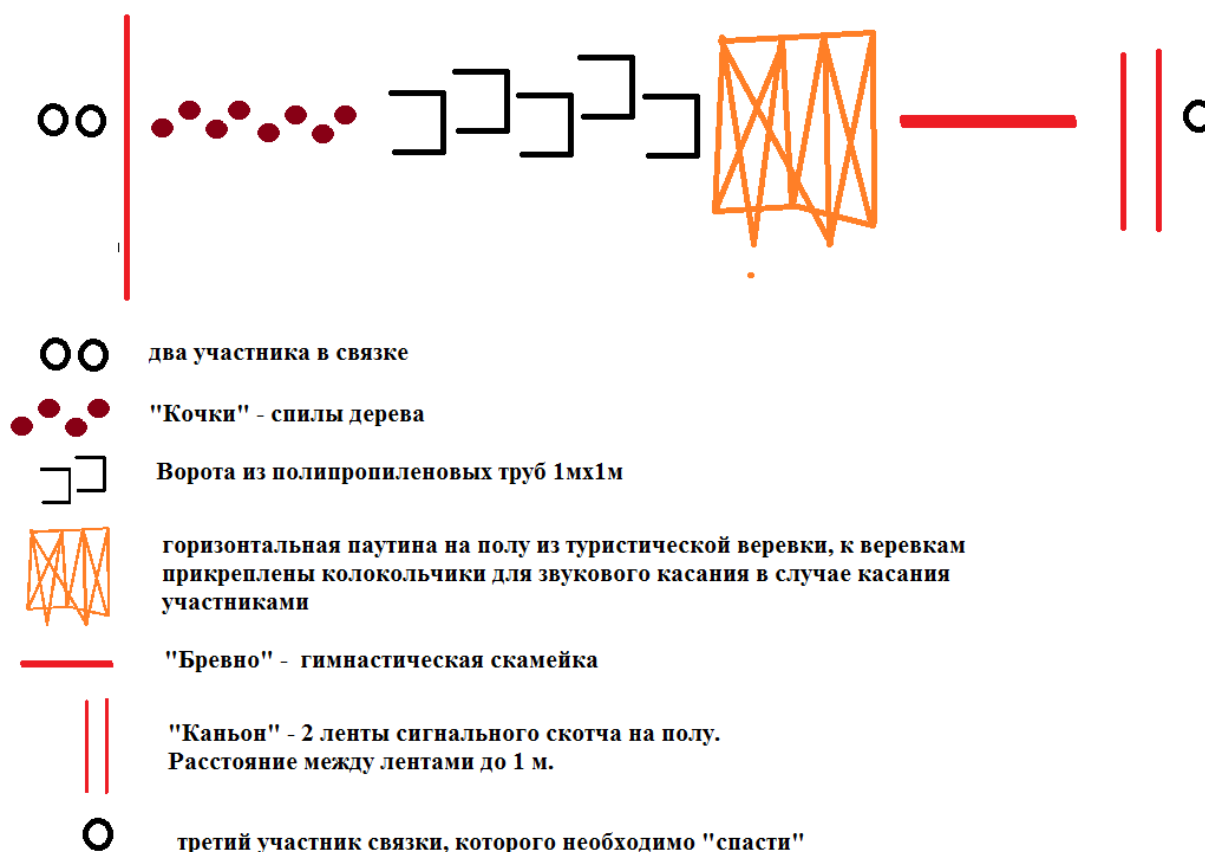 два участника в связке
"Кочки" - спилы дерева
Ворота из полипропиленовых труб 1мх1м
горизонтальная паутина на полу из туристической веревки, к веревкам
прикреплены колокольчики для звукового касания в случае касания
участниками
"Бревно" - гимнастическая скамейка
"Каньон" - 2 ленты сигнального скотча на полу.
Расстояние между лентами до 1 м.
третий участник связки, которого необходимо "спасти"